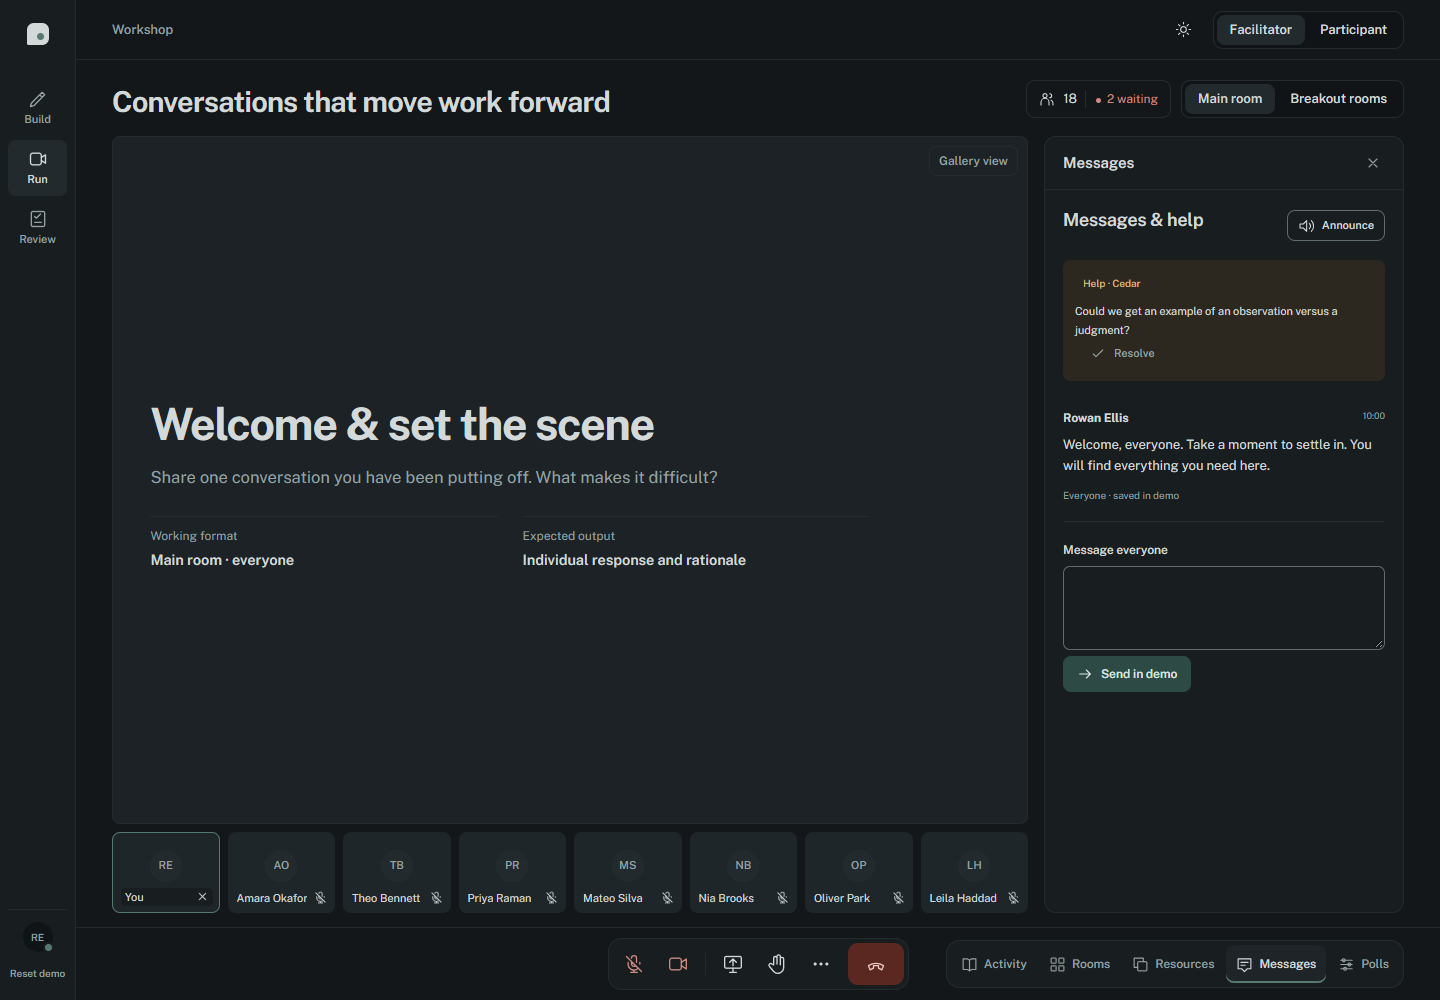 Workshop
Facilitator
Participant
Build
Run
Review
Conversations that move work forward
18
2 waiting
Main room
Breakout rooms
Gallery view
Welcome & set the scene
Share one conversation you have been putting off. What makes it difficult?
Working format
Main room · everyone
Expected output
Individual response and rationale
Messages
Messages & help
Announce
Help · Cedar
Could we get an example of an observation versus a
judgment?
Resolve
Rowan Ellis
10:00
Welcome, everyone. Take a moment to settle in. You
will find everything you need here.
Everyone · saved in demo
Message everyone
Send in demo
RE
You
AO
Amara Okafor
TB
Theo Bennett
PR
Priya Raman
MS
Mateo Silva
NB
Nia Brooks
OP
Oliver Park
LH
Leila Haddad
RE
Reset demo
Activity
Rooms
Resources
Messages
Polls